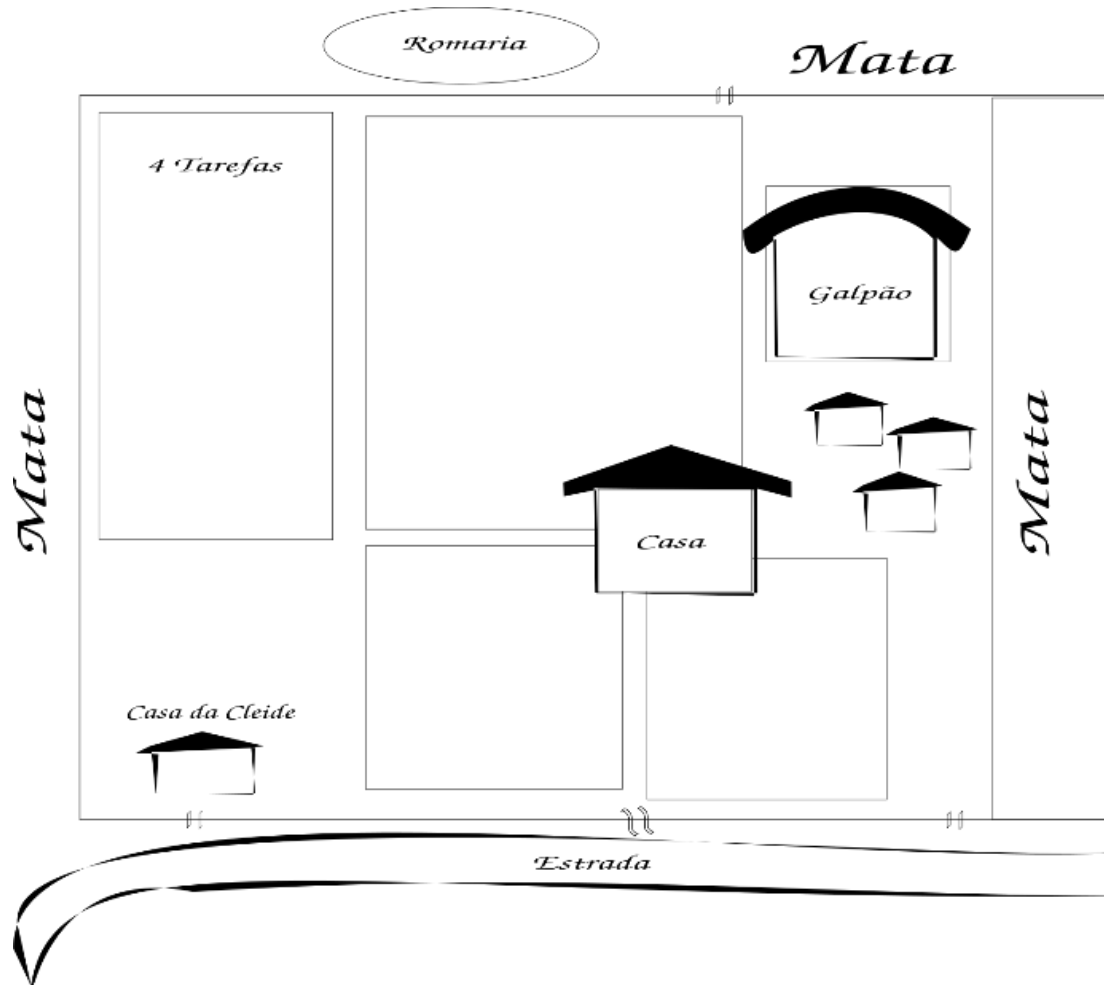 Romaria
Mata
4 Tarefas
Galpão
Mata
Mata
Casa
Casa da Cleide
Estrada